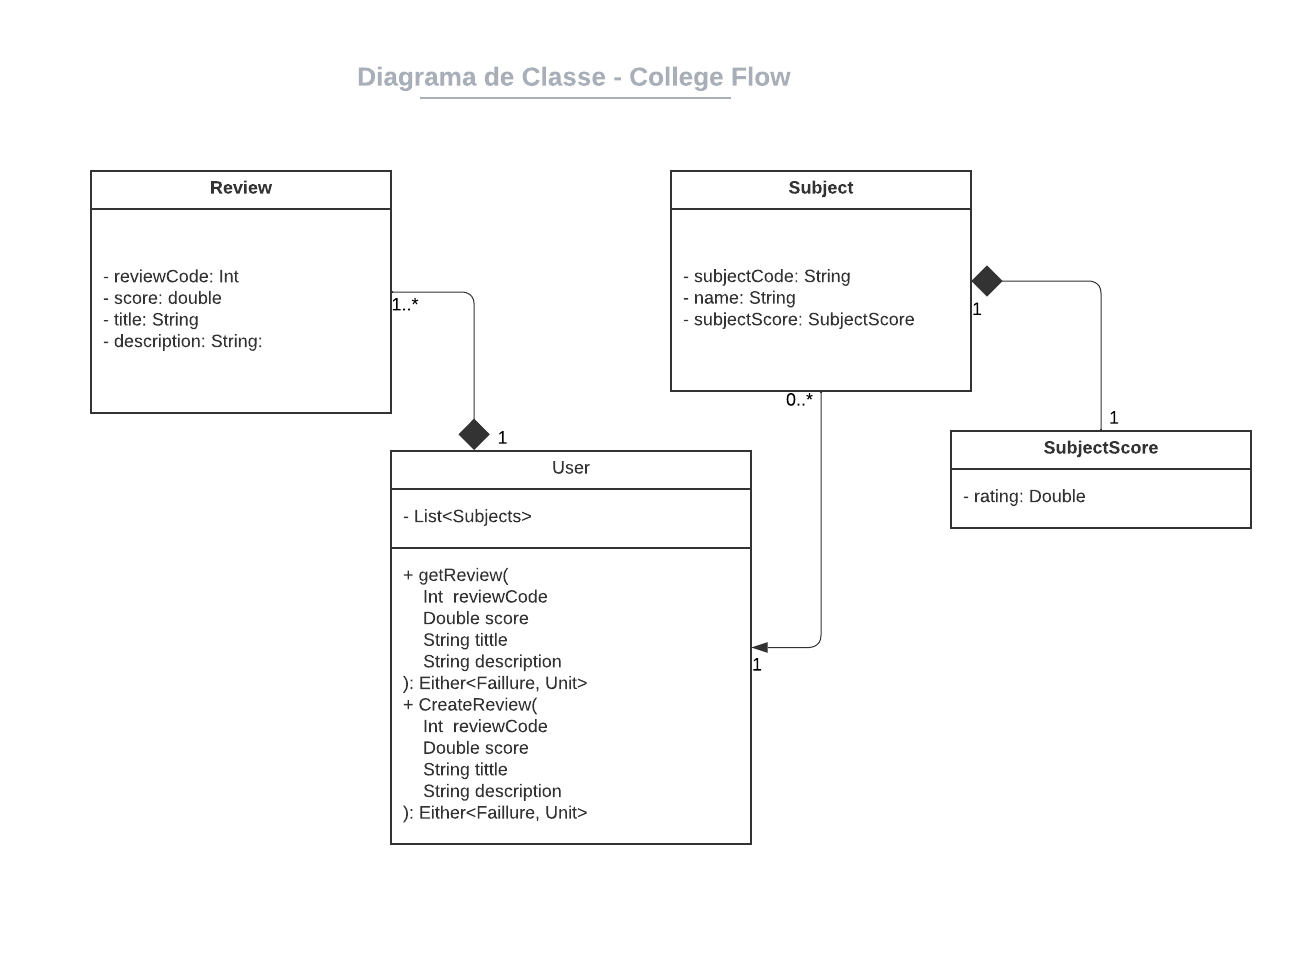 Diagrama de Classe - College Flow
Review
- reviewCode: Int
- score: double
- title: String
- description: String:
1..*
1
Subject
- subjectCode: String
- name: String
- subjectScore: SubjectScore
1
0..*
1
SubjectScore
- rating: Double
User
- List<Subjects>
+ getReview(
Int  reviewCode
Double score
String tittle
String description
): Either<Faillure, Unit>
+ CreateReview(
Int  reviewCode
Double score
String tittle
String description
): Either<Faillure, Unit>
1